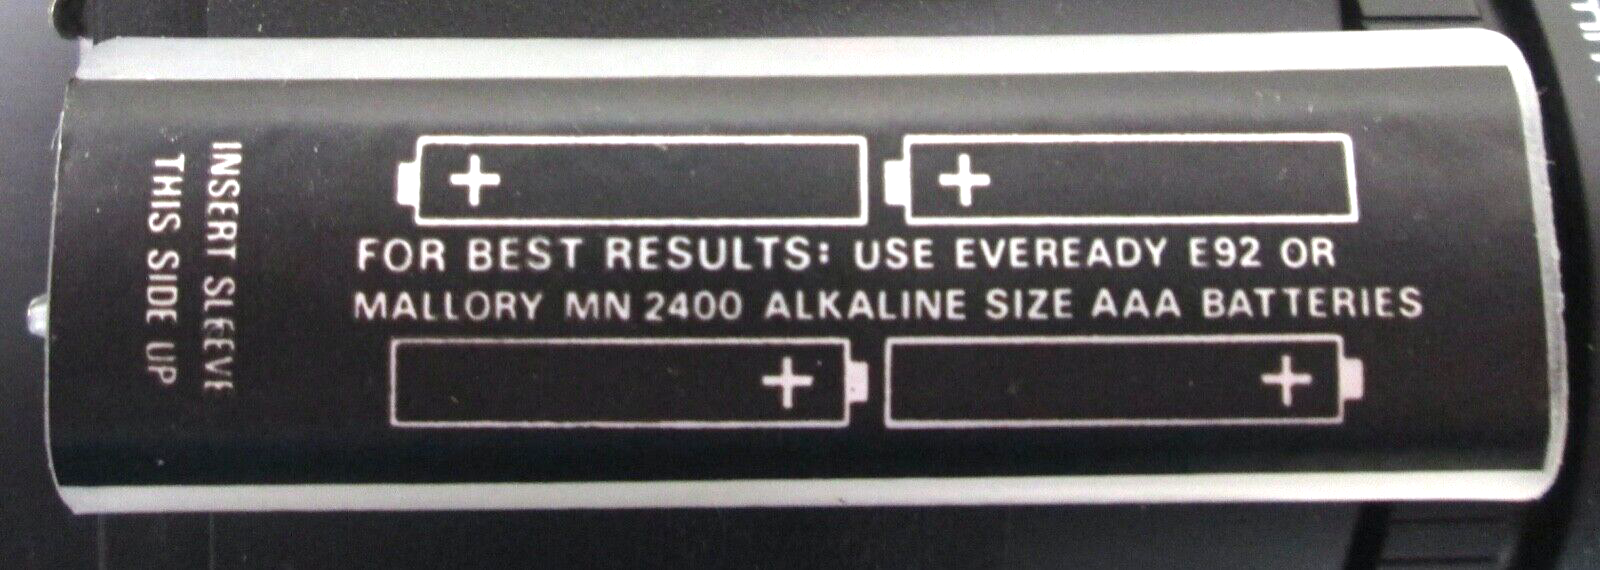 INSERT SLEEVE
THIS SIDE UP
+ +
FOR BEST RESULTS: USE EVEREADY E92 OR
MALLORY MN 2400 ALKALINE SIZE AAA BATTERIES
+ +